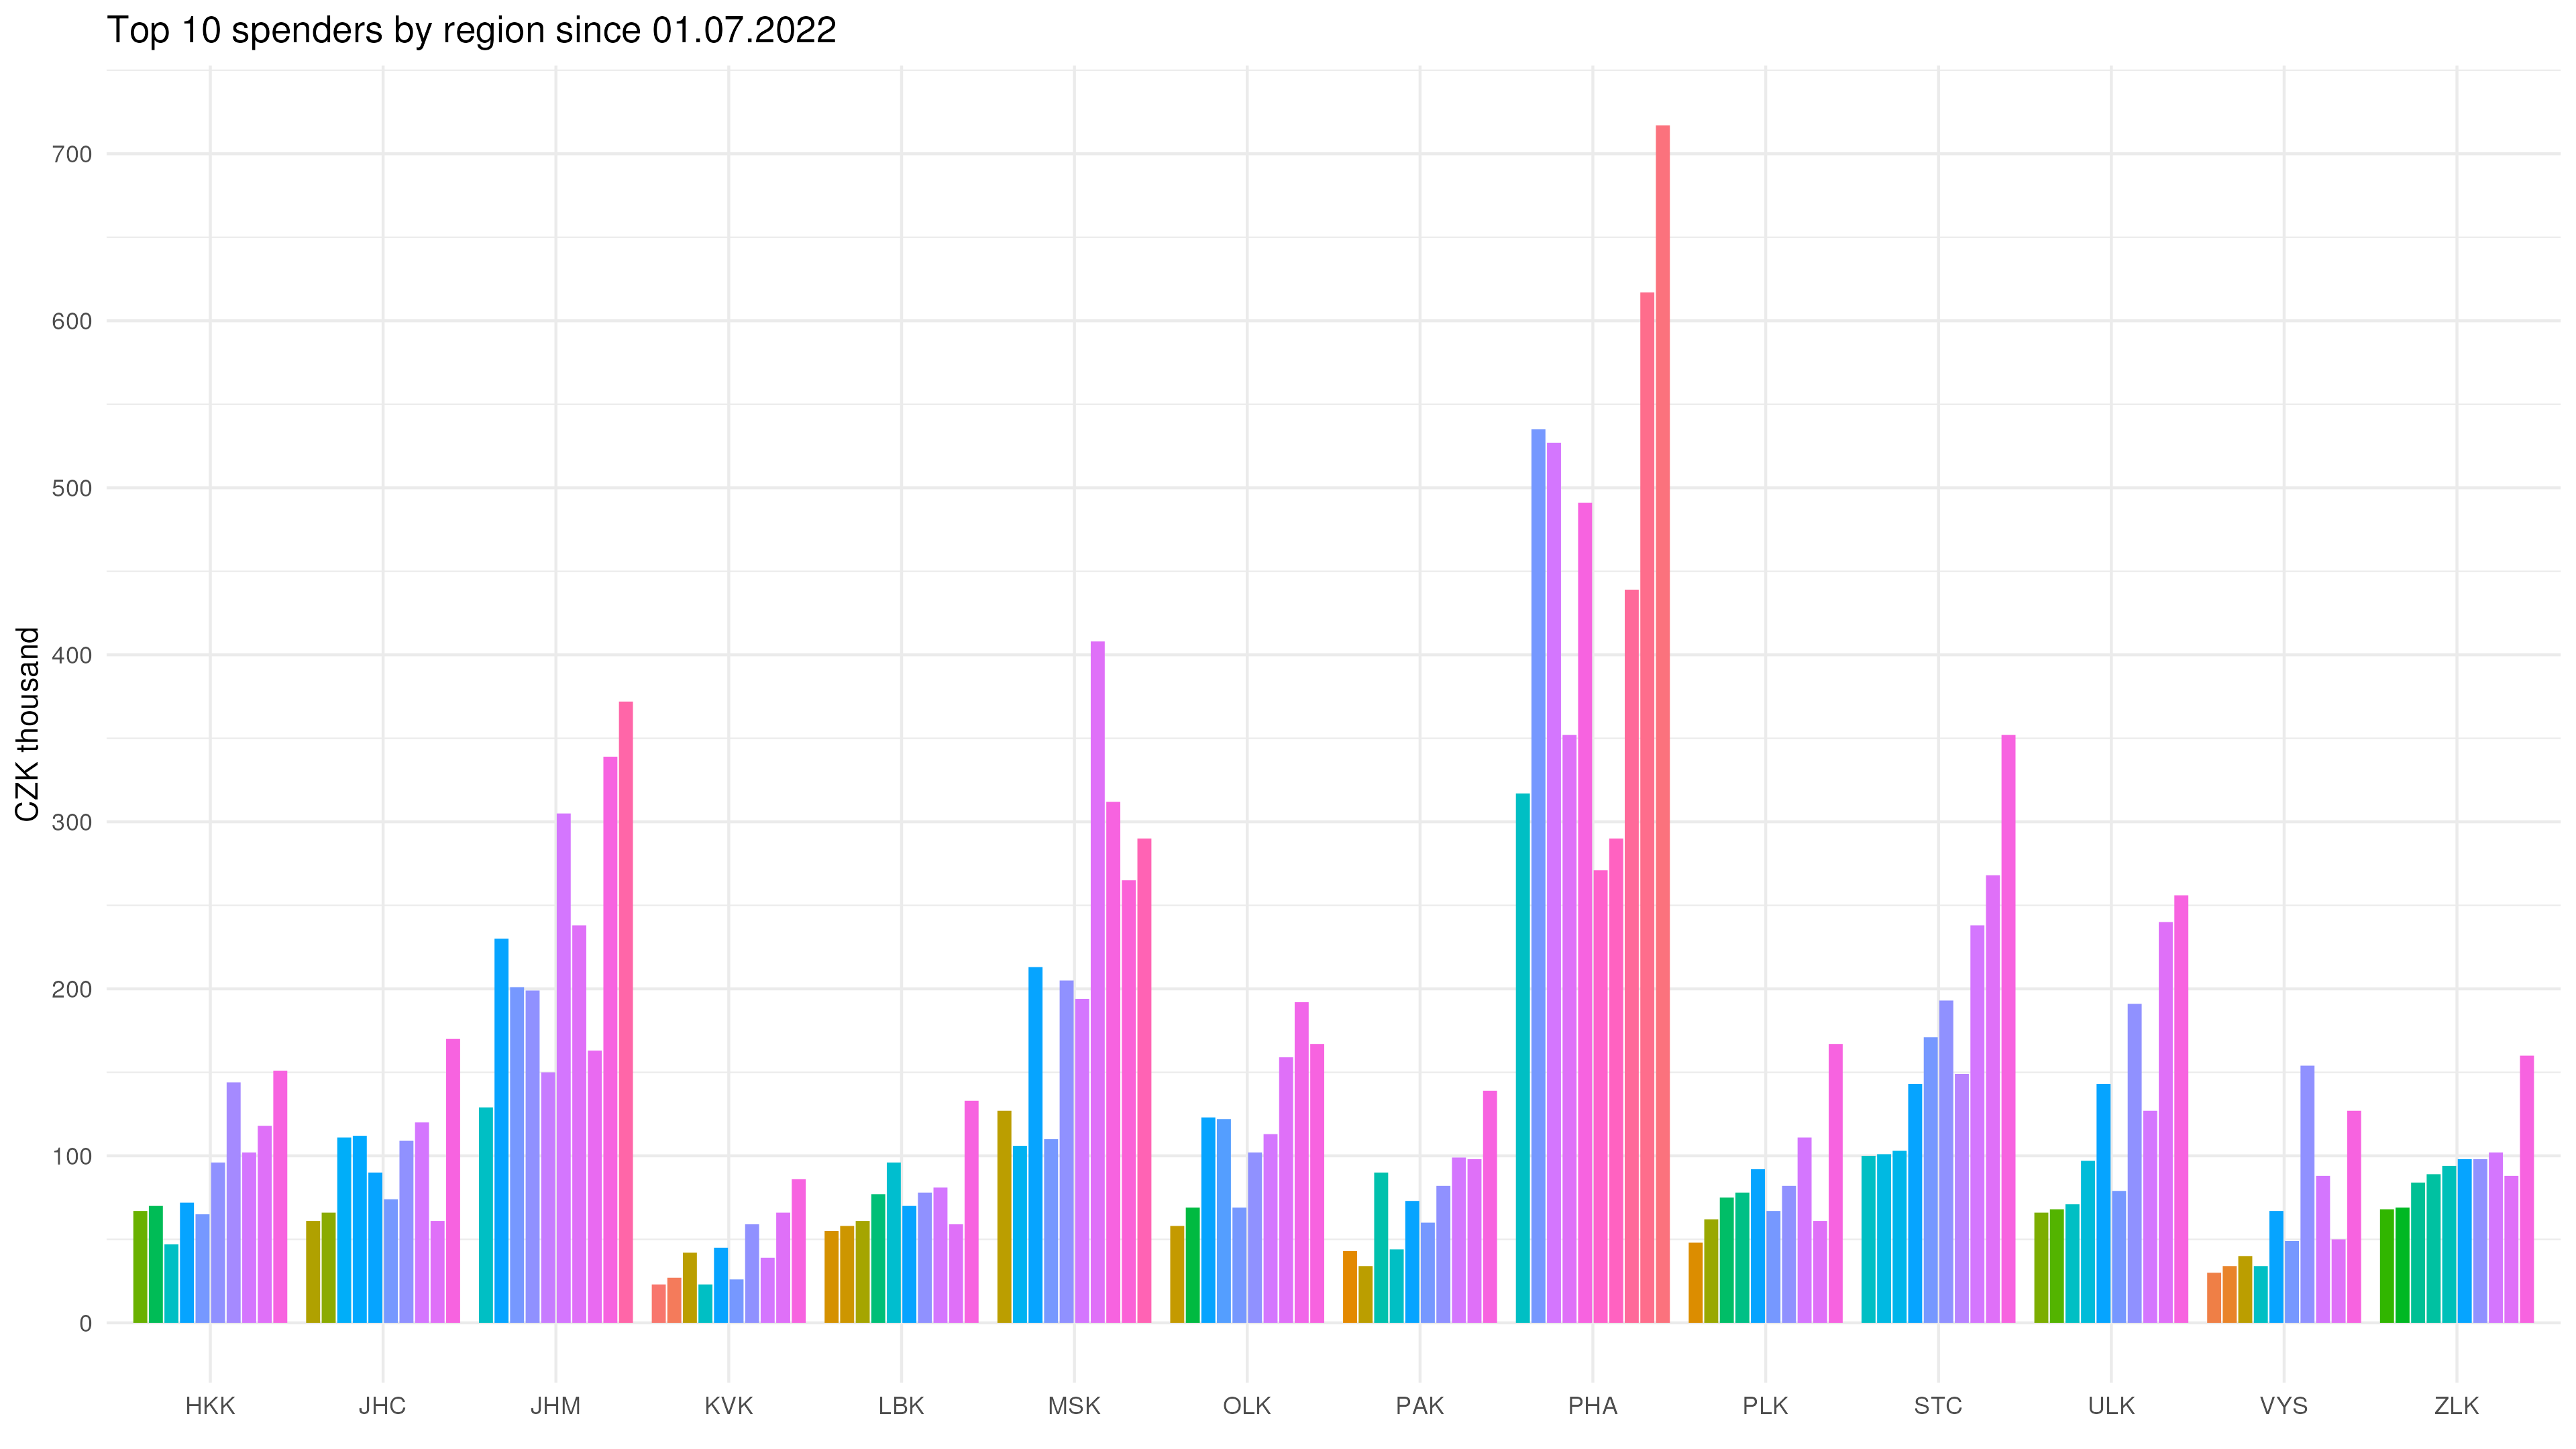 Top 10 spenders by region since 01.07.2022
CZK thousand
700
600
500
400
300
200
100
0
HKK JHC JHM KVK LBK MSK OLK PAK PHA PLK STC ULK VYS ZLK